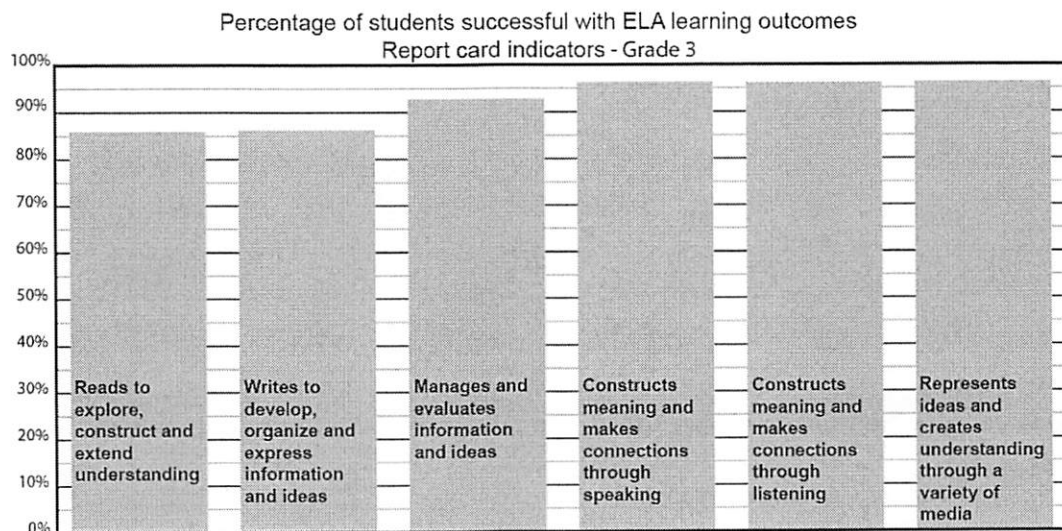 Percentage of students successful with ELA learning outcomes
Report card indicators - Grade 3
100%
90%
80%
70%
60%
50%
40%
30%
20%
10%
0%
Reads to
explore,
construct and
extend
understanding
Writes to
develop,
organize and
express
information
and ideas
Manages and
evaluates
information
and ideas
Constructs
meaning and
makes
connections
through
speaking
Constructs
meaning and
makes
connections
through
listening
Represents
ideas and
creates
understanding
through a
variety of
media